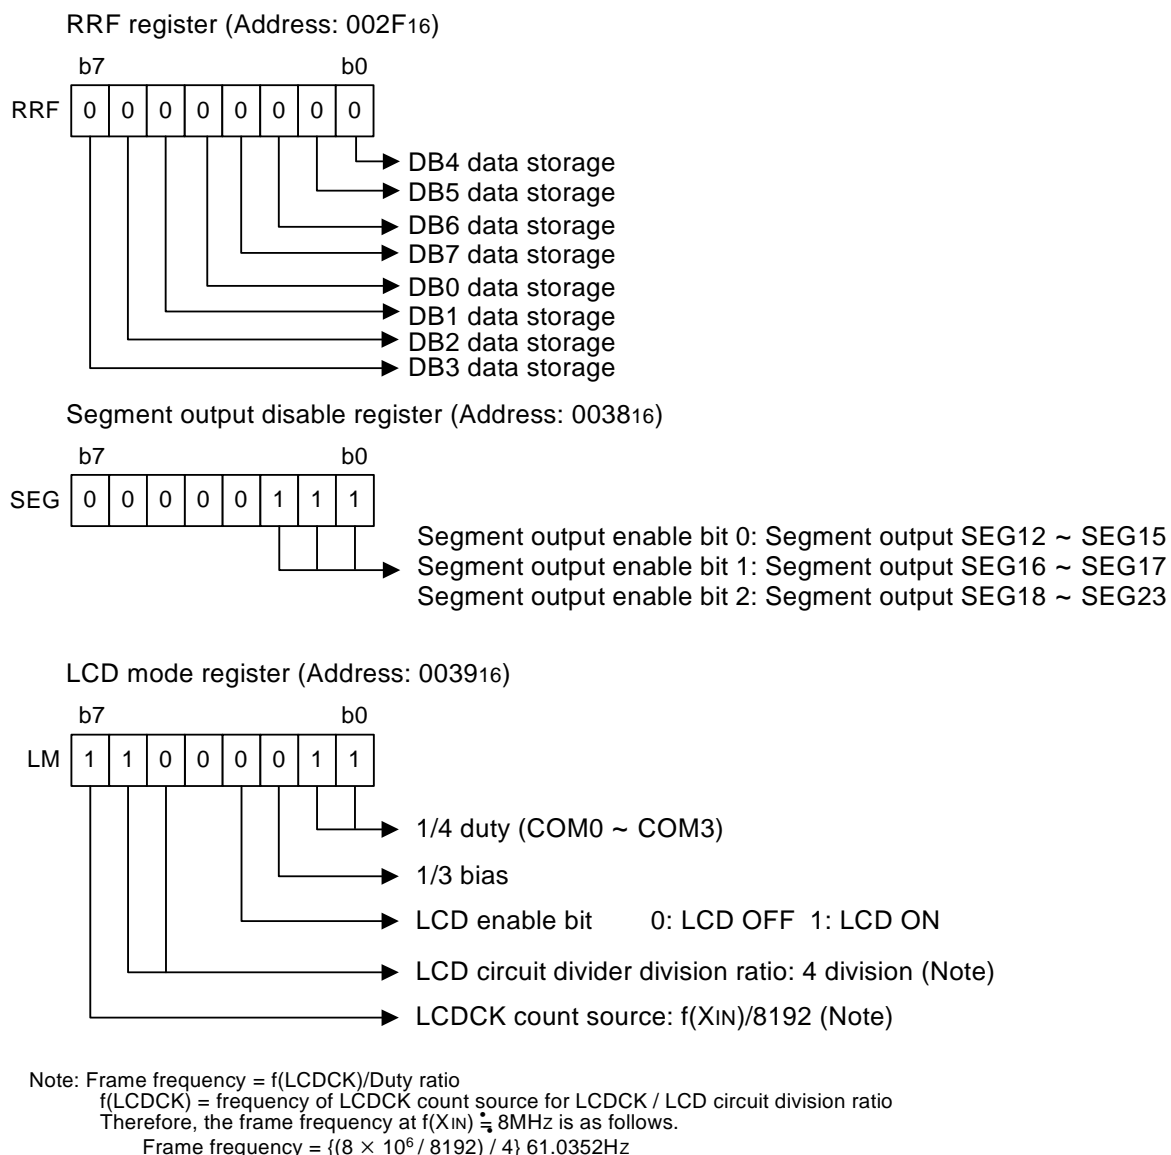 RRF register (Address: 002F16)
b7 b0
RRF 0 0 0 0 0 0 0 0
DB4 data storage
DB5 data storage
DB6 data storage
DB7 data storage
DB0 data storage
DB1 data storage
DB2 data storage
DB3 data storage
Segment output disable register (Address: 003816)
b7 b0
SEG 0 0 0 0 0 1 1 1
Segment output enable bit 0: Segment output SEG12 ~ SEG15
Segment output enable bit 1: Segment output SEG16 ~ SEG17
Segment output enable bit 2: Segment output SEG18 ~ SEG23
LCD mode register (Address: 003916)
b7 b0
LM 1 1 0 0 0 0 1 1
1/4 duty (COM0 ~ COM3)
1/3 bias
LCD enable bit 0: LCD OFF 1: LCD ON
LCD circuit divider division ratio: 4 division (Note)
LCDCK count source: f(XIN)/8192 (Note)
Note: Frame frequency = f(LCDCK)/Duty ratio
f(LCDCK) = frequency of LCDCK count source for LCDCK / LCD circuit division ratio
Therefore, the frame frequency at f(XIN) ≒ 8MHz is as follows.
Frame frequency = {(8 × 10⁶ / 8192) / 4} 61.0352Hz